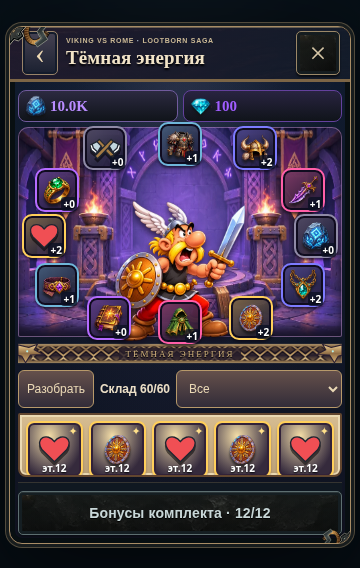 VIKING VS ROME · LOOTBORN SAGA
Тёмная энергия
10.0K
100
+0
+1
+2
+0
+1
+2
+0
+1
+2
+0
+1
+2
ТЁМНАЯ ЭНЕРГИЯ
Разобрать
Склад 60/60
Все
эт.12
эт.12
эт.12
эт.12
эт.12
Бонусы комплекта · 12/12